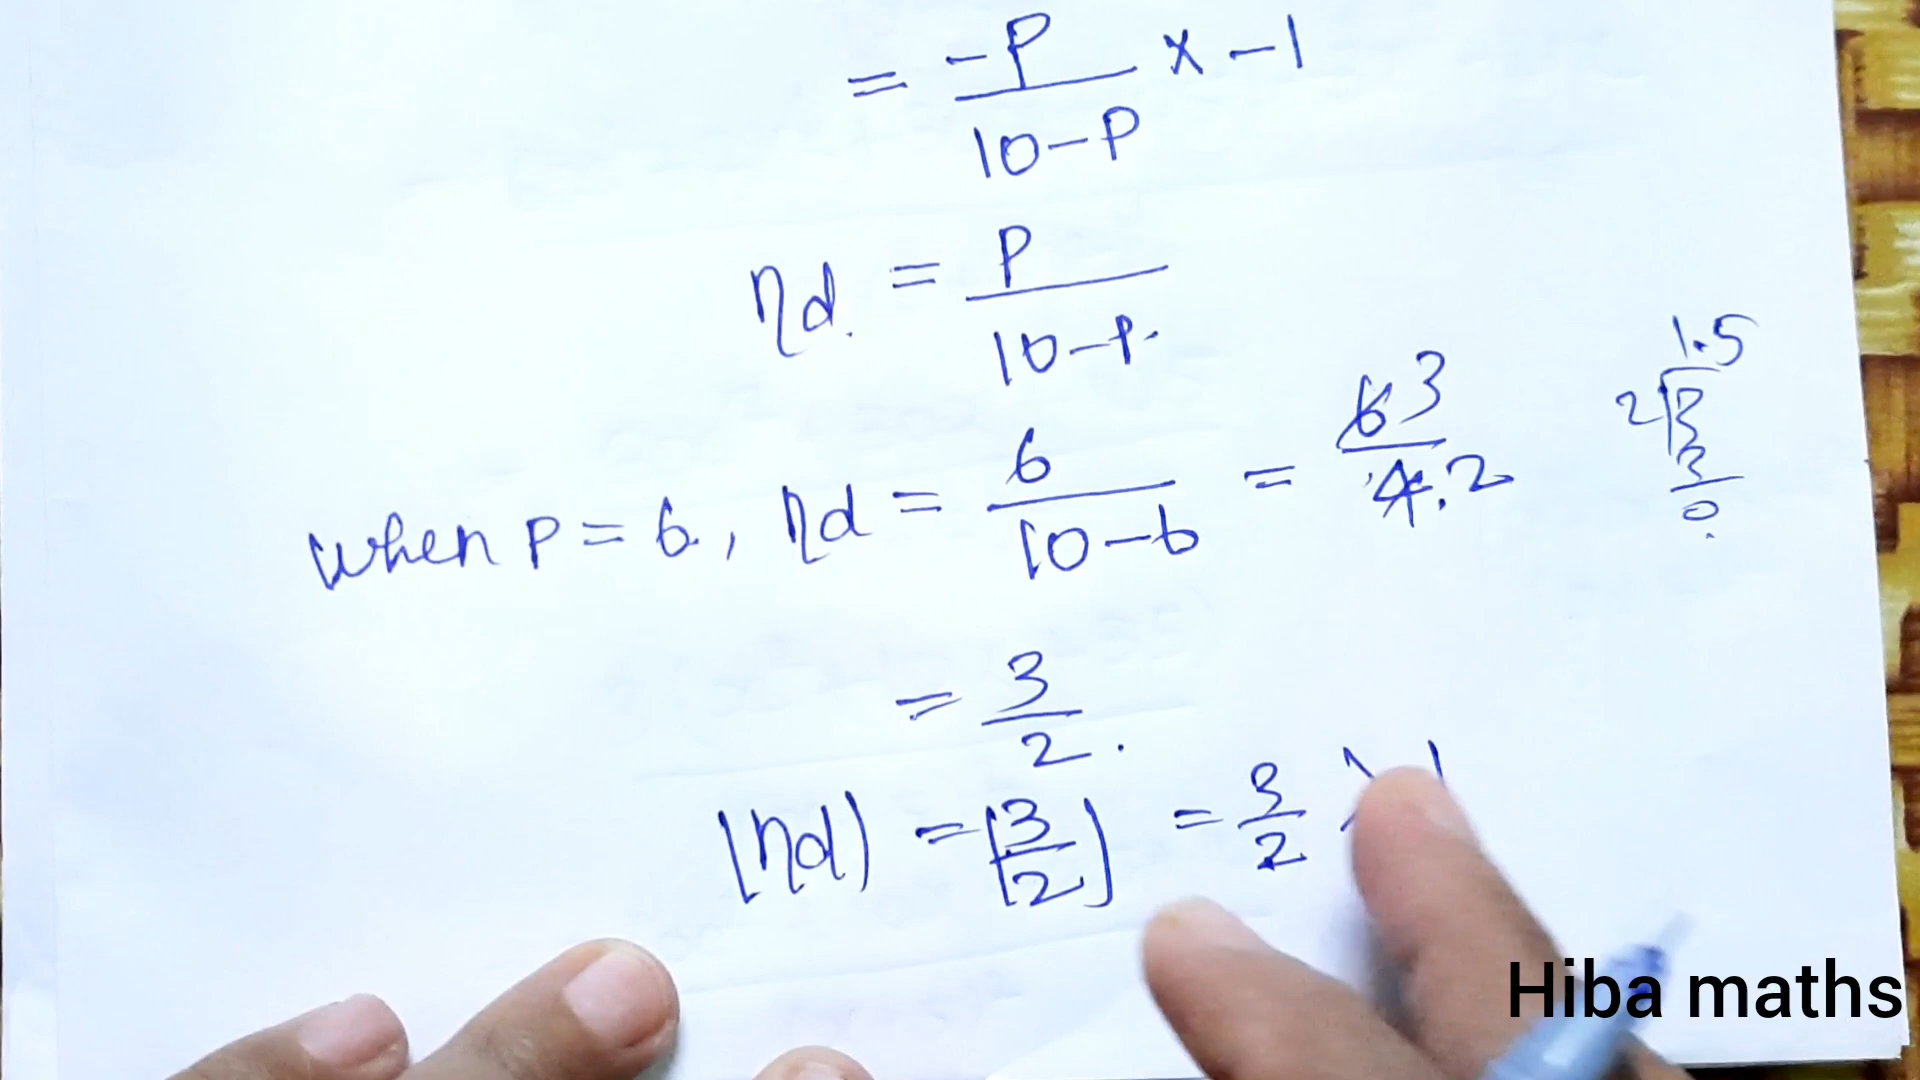 = -P/10-P × -1
ηd = P/10-P.
when P = 6, ηd = 6/10-6 = 6 3/4.2
1.5
2 3
3
0
= 3/2.
|ηd| = |3/2| = 3/2 > 1
Hiba maths